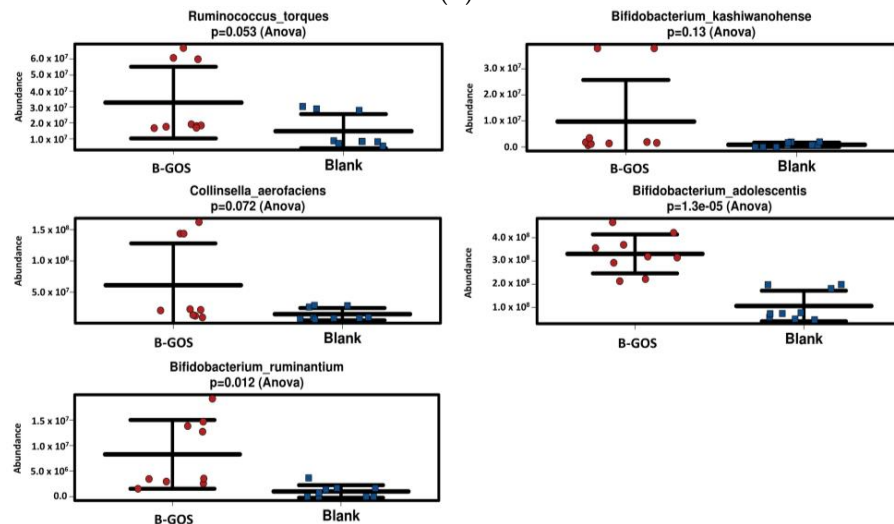 Ruminococcus_torques
p=0.053 (Anova)
Abundance
6.0 x 10⁷
5.0 x 10⁷
4.0 x 10⁷
3.0 x 10⁷
2.0 x 10⁷
1.0 x 10⁷
B-GOS
Blank
Bifidobacterium_kashiwanohense
p=0.13 (Anova)
Abundance
3.0 x 10⁷
2.0 x 10⁷
1.0 x 10⁷
0.0
B-GOS
Blank
Collinsella_aerofaciens
p=0.072 (Anova)
Abundance
1.5 x 10⁸
1.0 x 10⁸
5.0 x 10⁷
B-GOS
Blank
Bifidobacterium_adolescentis
p=1.3e-05 (Anova)
Abundance
4.0 x 10⁸
3.0 x 10⁸
2.0 x 10⁸
1.0 x 10⁸
B-GOS
Blank
Bifidobacterium_ruminantium
p=0.012 (Anova)
Abundance
1.5 x 10⁷
1.0 x 10⁷
5.0 x 10⁶
0.0
B-GOS
Blank